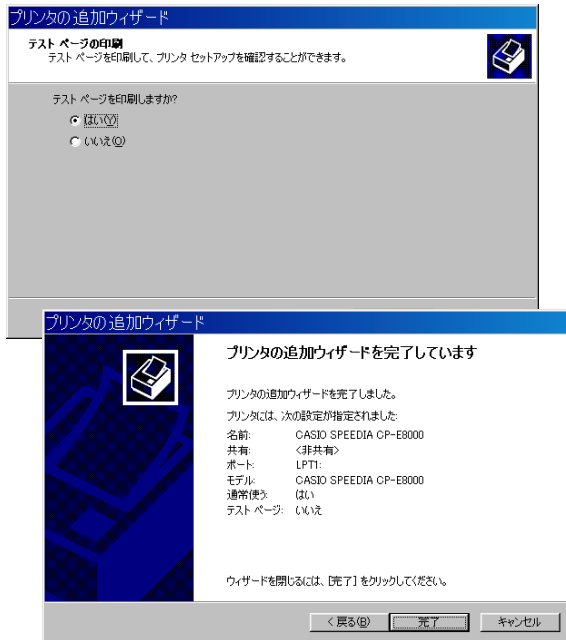 プリンタの追加ウィザード
テスト ページの印刷
テスト ページを印刷して、プリンタ セットアップを確認することができます。
テスト ページを印刷しますか?
はい(Y)
いいえ(O)
プリンタの追加ウィザード
プリンタの追加ウィザードを完了しています
プリンタの追加ウィザードを完了しました。
プリンタには、次の設定が指定されました:
名前: CASIO SPEEDIA CP-E8000
共有: <非共有>
ポート: LPT1:
モデル: CASIO SPEEDIA CP-E8000
通常使う: はい
テスト ページ: いいえ
ウィザードを閉じるには、[完了] をクリックしてください。
< 戻る(B) 完了 キャンセル